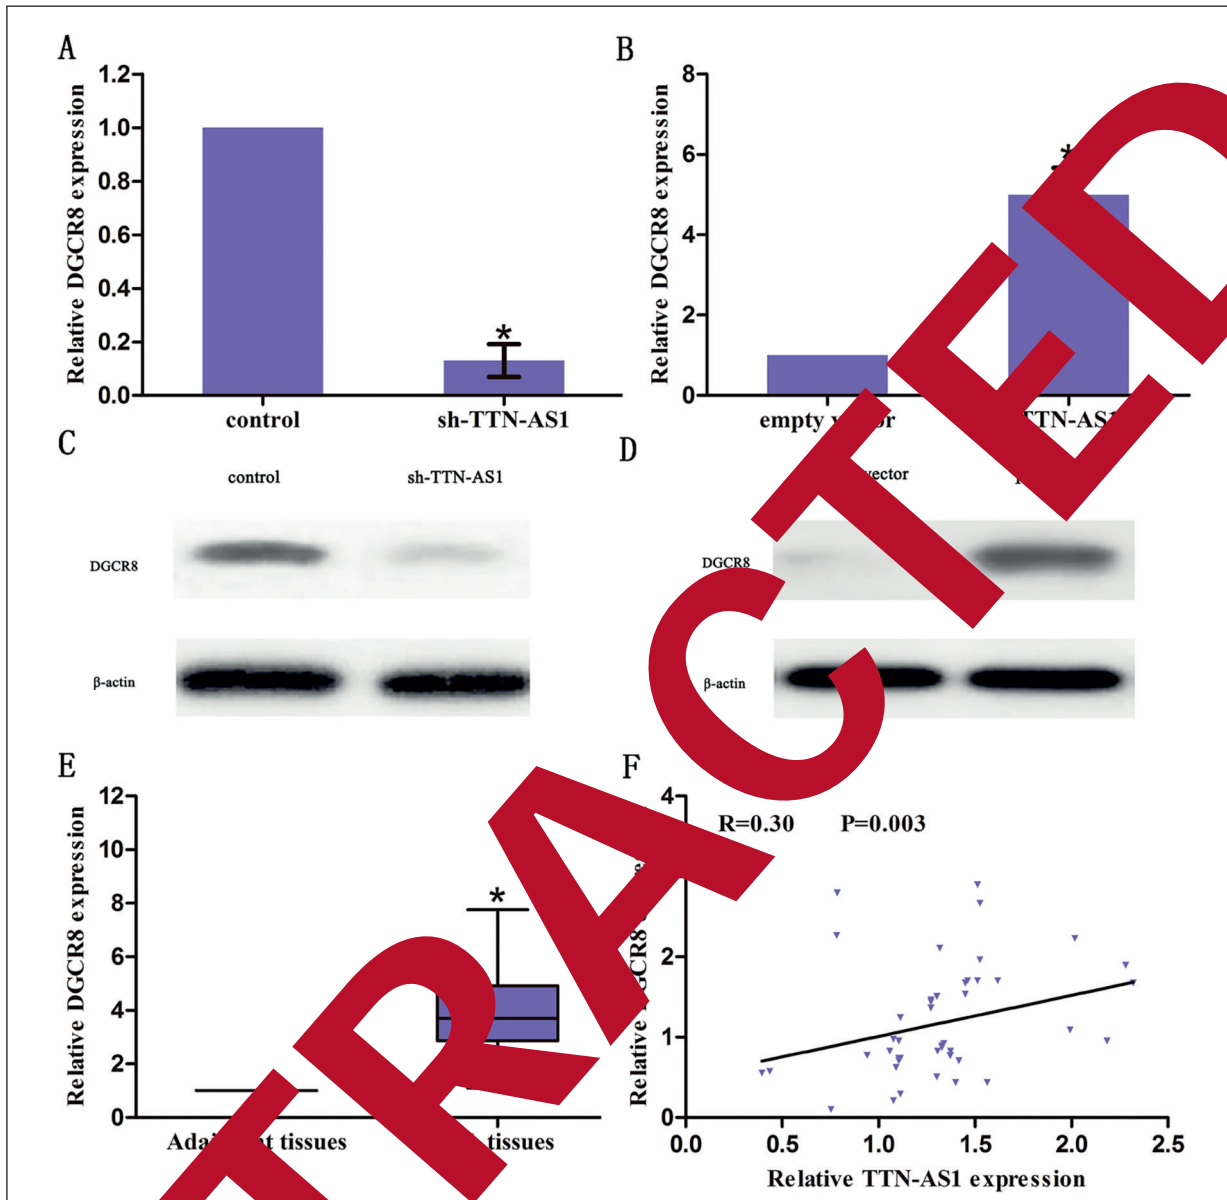 A
Relative DGCR8 expression
1.2
1.0
0.8
0.6
0.4
0.2
0.0
*
control
sh-TTN-AS1
B
Relative DGCR8 expression
8
6
4
2
0
*
empty
TTN-AS1
C
control
sh-TTN-AS1
DGCR8
β-actin
D
vector
DGCR8
β-actin
E
Relative DGCR8 expression
12
10
8
6
4
2
0
*
tissues
tissues
F
R=0.30 P=0.003
Relative DGCR8
4
2
1
0
0.0
0.5
1.0
1.5
2.0
2.5
Relative TTN-AS1 expression
TRACTED